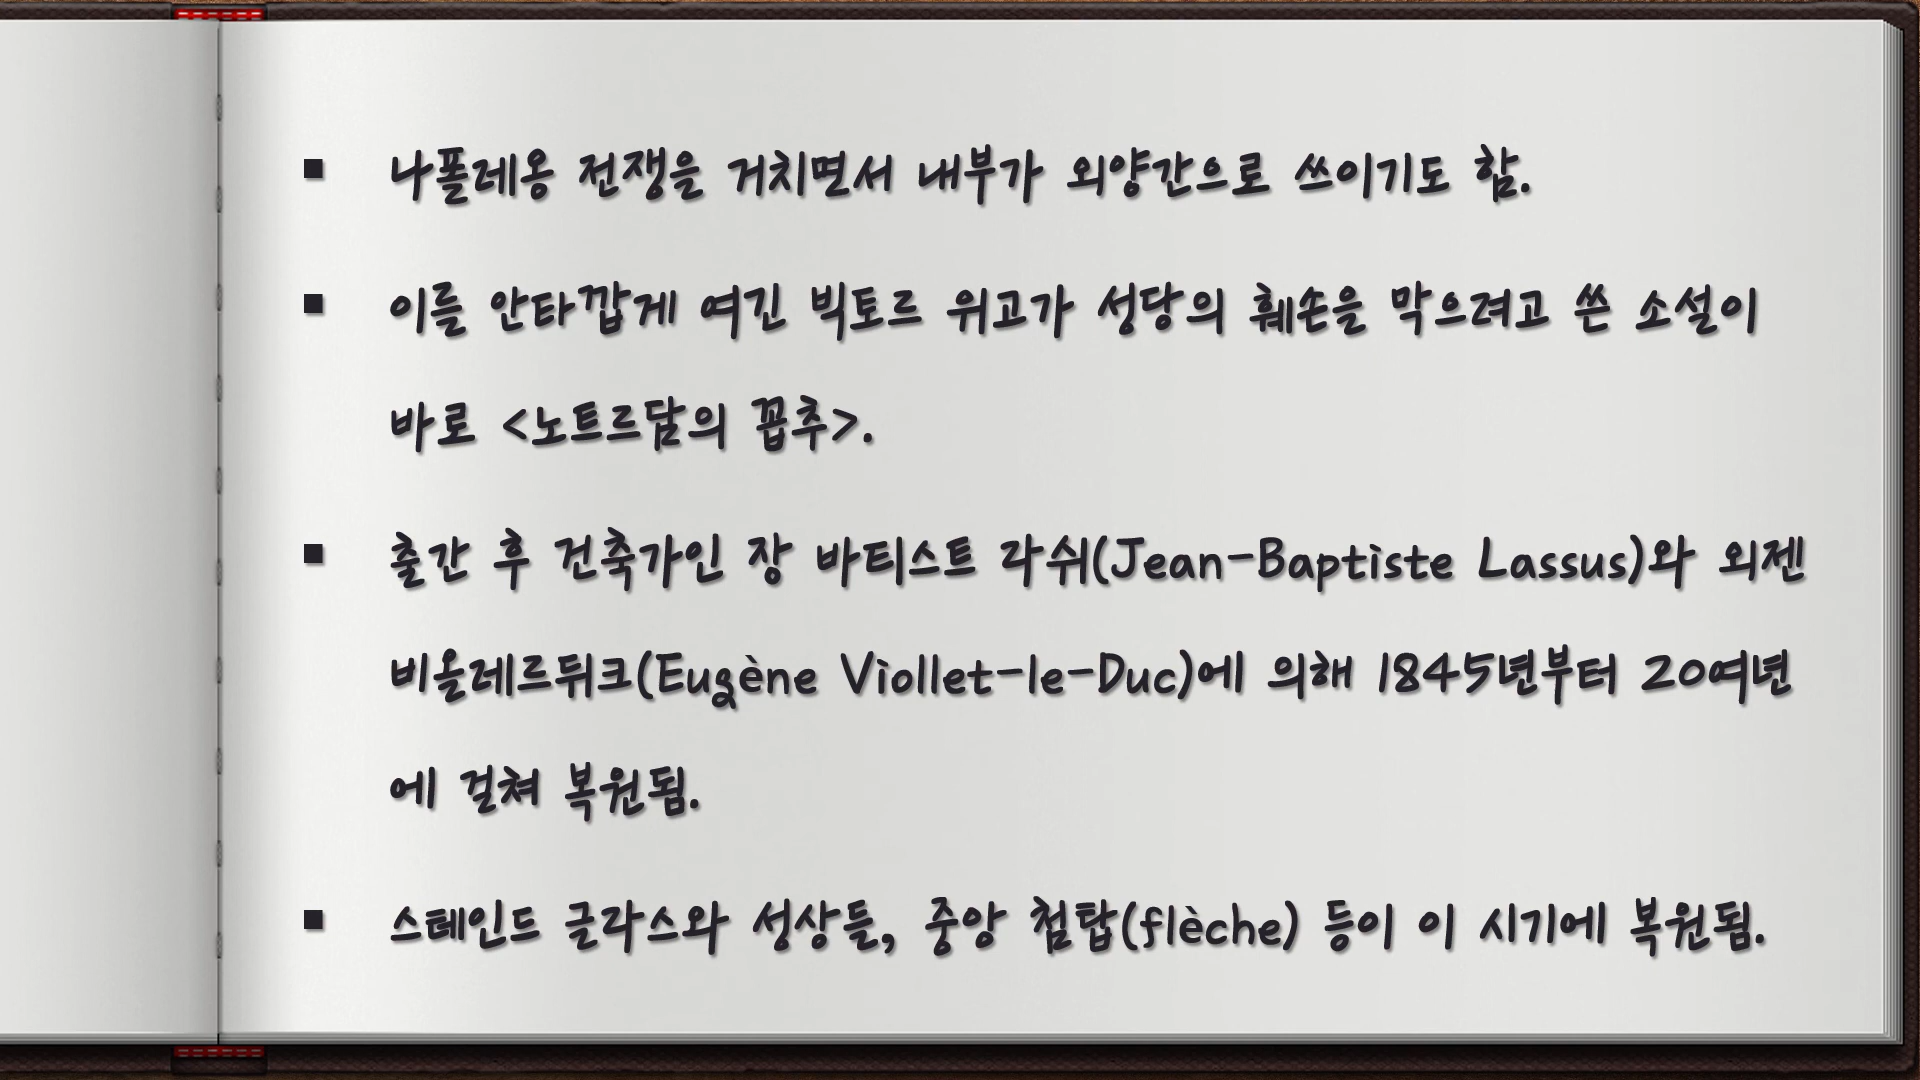 ▪ 나폴레옹 전쟁을 거치면서 내부가 외양간으로 쓰이기도 함.
▪ 이를 안타깝게 여긴 빅토르 위고가 성당의 훼손을 막으려고 쓴 소설이
바로 <노트르담의 꼽추>.
▪ 출간 후 건축가인 장 바티스트 라쉬(Jean-Baptiste Lassus)와 외젠
비올레르뒤크(Eugène Viollet-le-Duc)에 의해 1845년부터 20여년
에 걸쳐 복원됨.
▪ 스테인드 글라스와 성상들, 중앙 첨탑(flèche) 등이 이 시기에 복원됨.